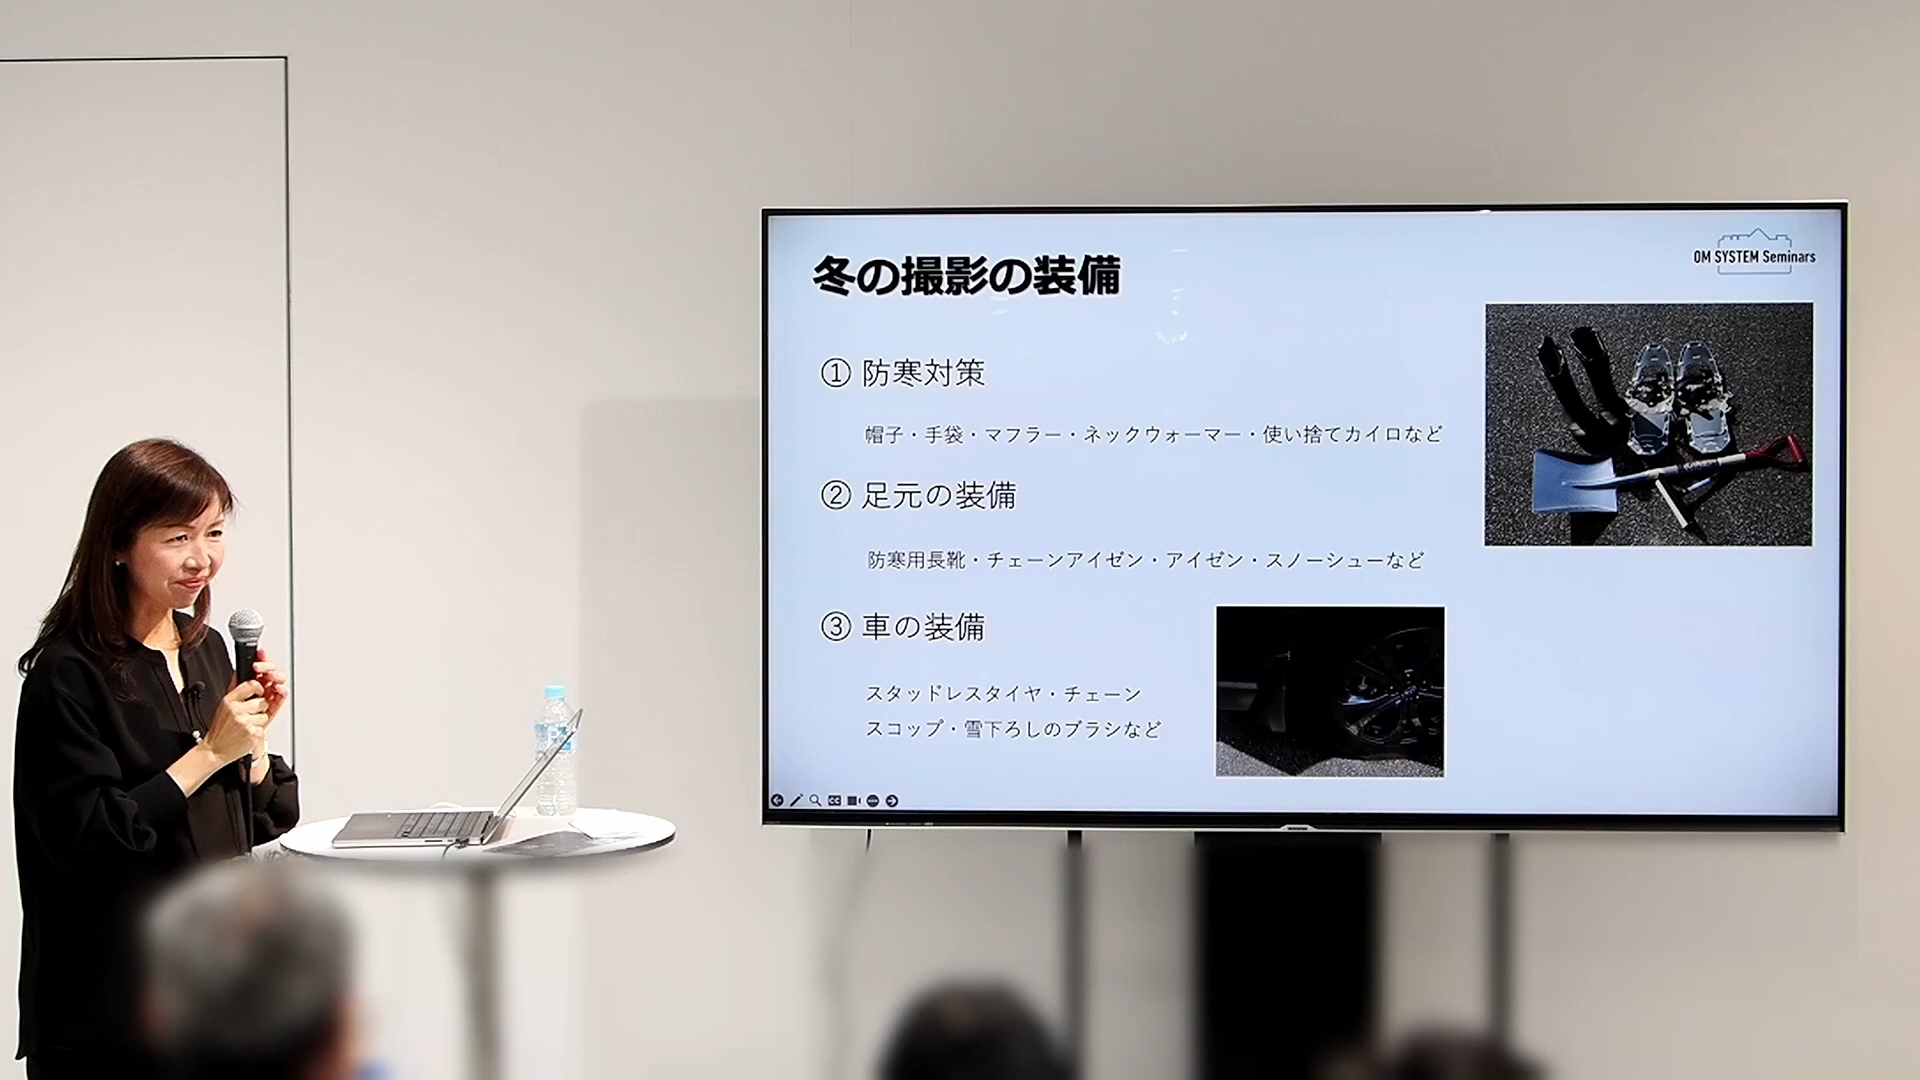 冬の撮影の装備
OM SYSTEM Seminars
① 防寒対策
帽子・手袋・マフラー・ネックウォーマー・使い捨てカイロなど
② 足元の装備
防寒用長靴・チェーンアイゼン・アイゼン・スノーシューなど
③ 車の装備
スタッドレスタイヤ・チェーン
スコップ・雪下ろしのブラシなど